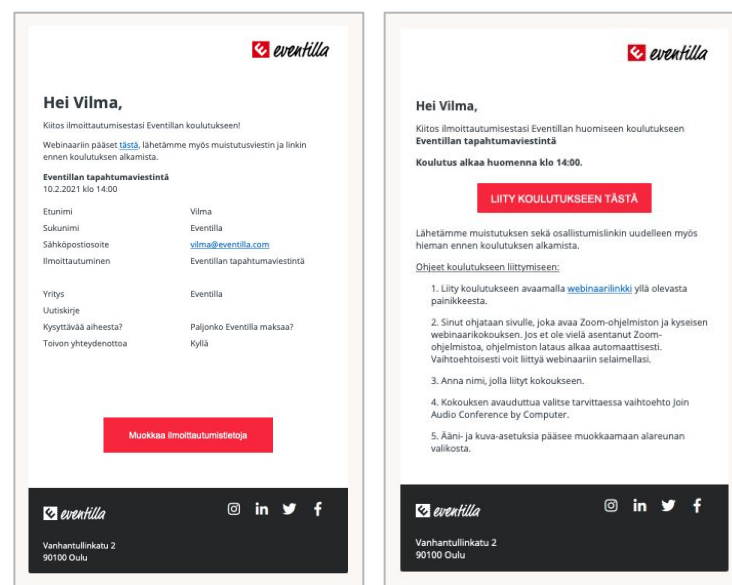 eventilla
Hei Vilma,
Kiitos ilmoittautumisestasi Eventillan koulutukseen!
Webinaariin pääset tästä, lähetämme myös muistutusviestin ja linkin
ennen koulutuksen alkamista.
Eventillan tapahtumaviestintä
10.2.2021 klo 14:00
Etunimi Vilma
Sukunimi Eventilla
Sähköpostiosoite vilma@eventilla.com
Ilmoittautuminen Eventillan tapahtumaviestintä
Yritys Eventilla
Uutiskirje
Kysyttävää aiheesta? Paljonko Eventilla maksaa?
Toivon yhteydenottoa Kyllä
Muokkaa ilmoittautumistietoja
eventilla
Vanhantullinkatu 2
90100 Oulu
eventilla
Hei Vilma,
Kiitos ilmoittautumisestasi Eventillan huomiseen koulutukseen
Eventillan tapahtumaviestintä
Koulutus alkaa huomenna klo 14:00.
LIITY KOULUTUKSEEN TÄSTÄ
Lähetämme muistutuksen sekä osallistumislinkin uudelleen myös
hieman ennen koulutuksen alkamista.
Ohjeet koulutukseen liittymiseen:
1. Liity koulutukseen avaamalla webinaarilinkki yllä olevasta
painikkeesta.
2. Sinut ohjataan sivulle, joka avaa Zoom-ohjelmiston ja kyseisen
webinaarikokouksen. Jos et ole vielä asentanut Zoom-
ohjelmistoa, ohjelmiston lataus alkaa automaattisesti.
Vaihtoehtoisesti voit liittyä webinaariin selaimellasi.
3. Anna nimi, jolla liityt kokoukseen.
4. Kokouksen avauduttua valitse tarvittaessa vaihtoehto Join
Audio Conference by Computer.
5. Ääni- ja kuva-asetuksia pääsee muokkaamaan alareunan
valikosta.
eventilla
Vanhantullinkatu 2
90100 Oulu